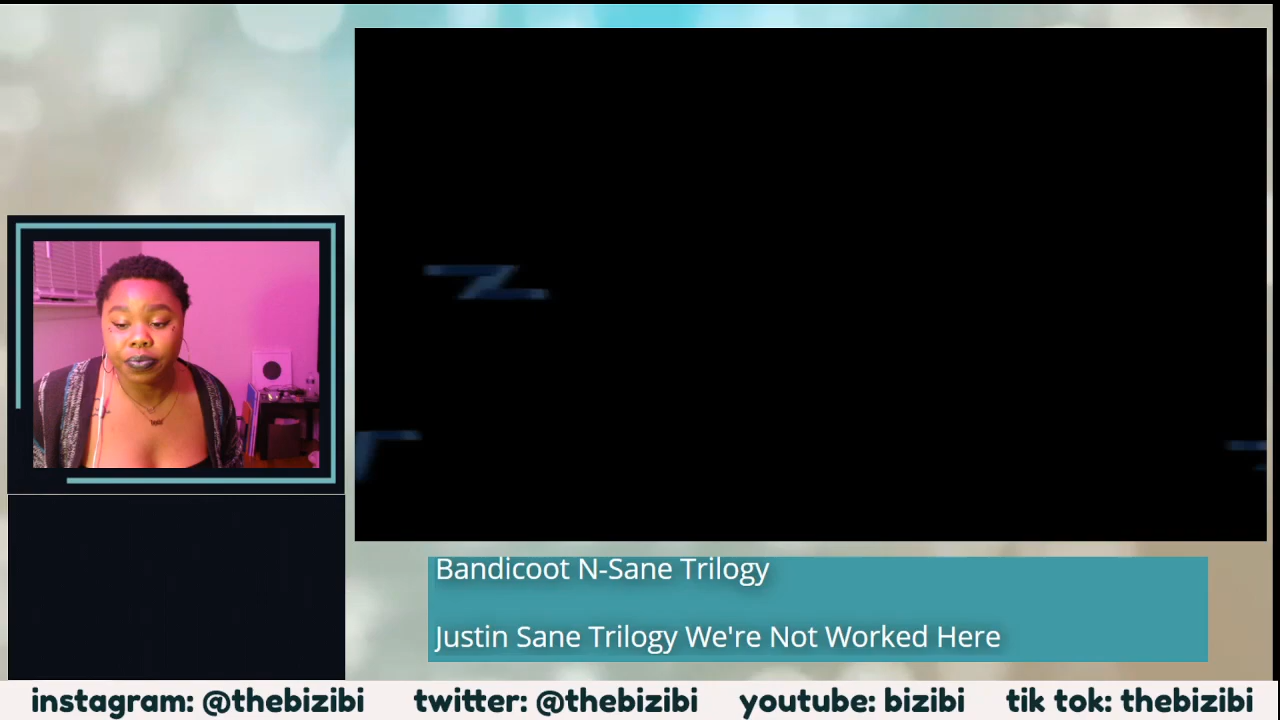 Bandicoot N-Sane Trilogy
Justin Sane Trilogy We're Not Worked Here
instagram: @thebizibi twitter: @thebizibi youtube: bizibi tik tok: thebizibi